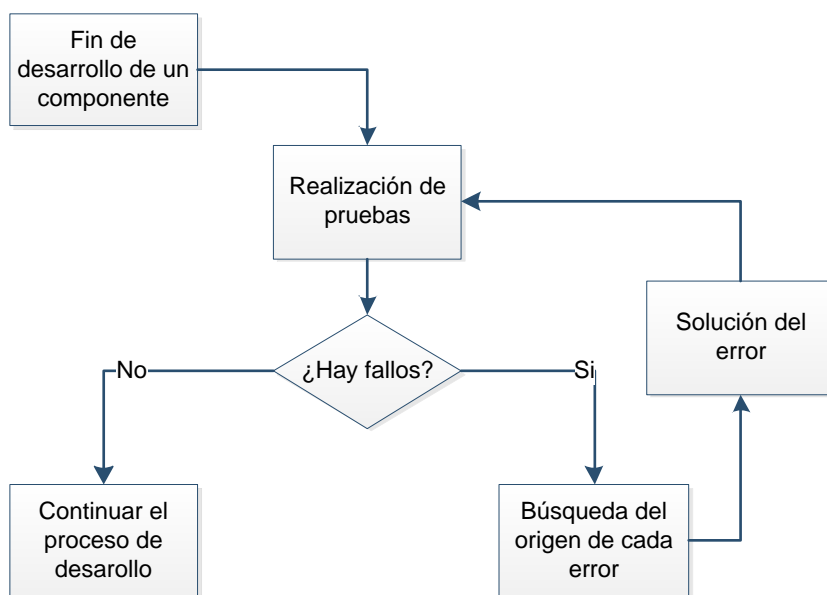 Fin de
desarrollo de un
componente
Realización de
pruebas
Solución del
error
No
¿Hay fallos?
Si
Continuar el
proceso de
desarollo
Búsqueda del
origen de cada
error